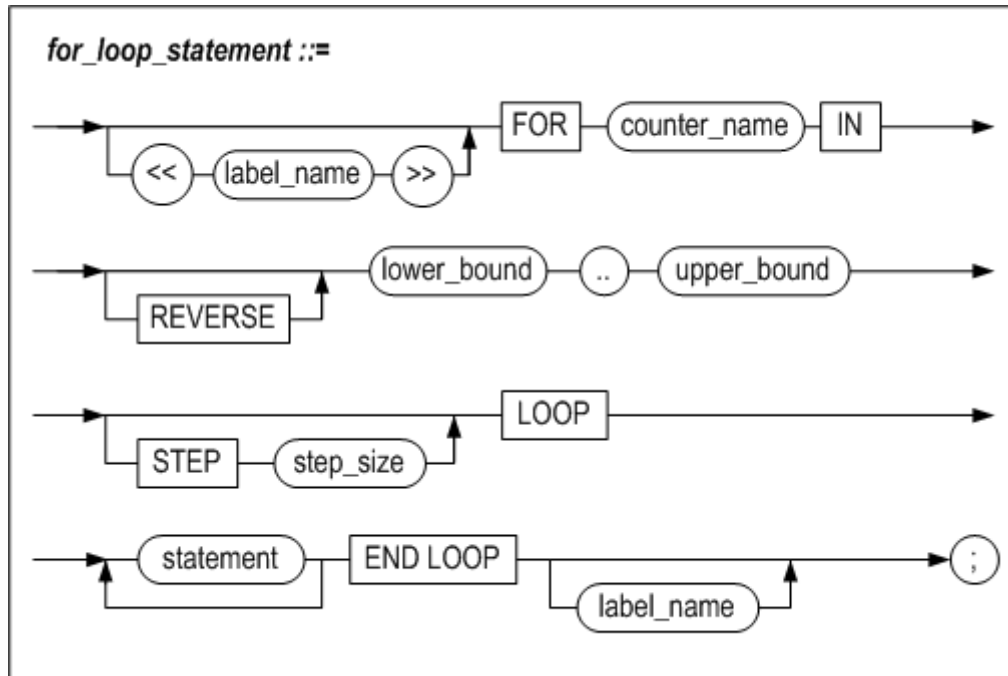 for_loop_statement ::=
FOR counter_name IN
<< label_name >>
lower_bound .. upper_bound
REVERSE
LOOP
STEP step_size
statement END LOOP ;
label_name